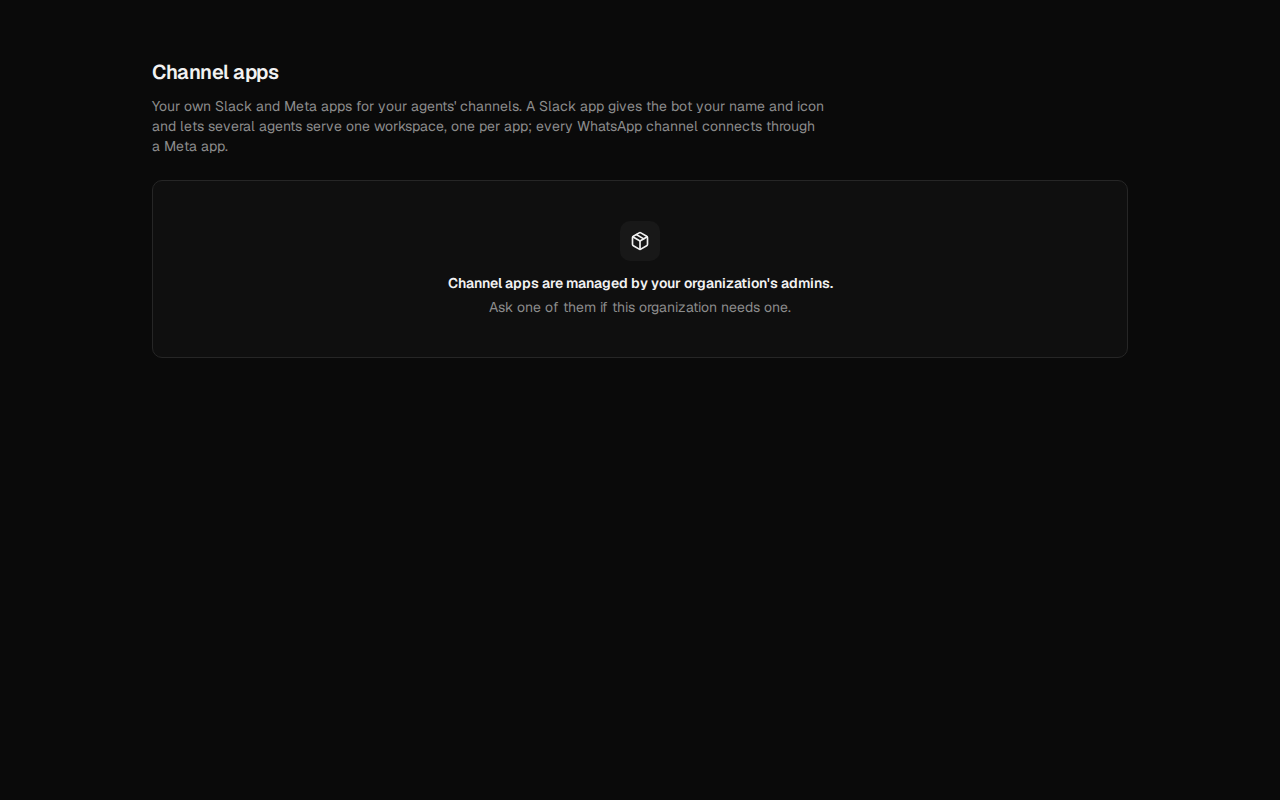 Channel apps
Your own Slack and Meta apps for your agents' channels. A Slack app gives the bot your name and icon
and lets several agents serve one workspace, one per app; every WhatsApp channel connects through
a Meta app.
Channel apps are managed by your organization's admins.
Ask one of them if this organization needs one.